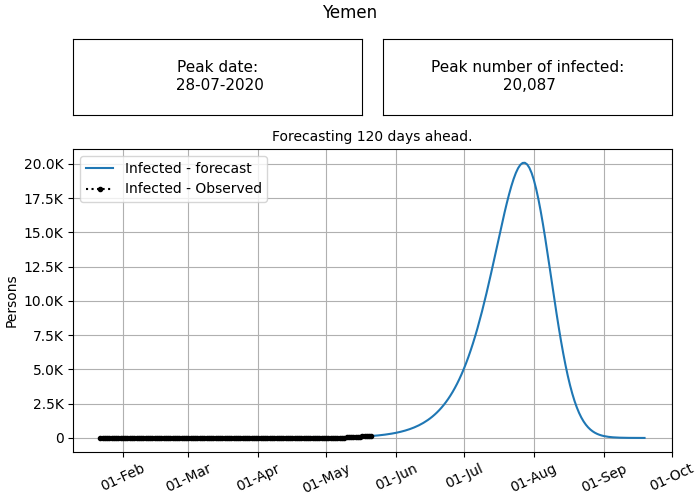 Yemen
Peak date:
28-07-2020
Peak number of infected:
20,087
Forecasting 120 days ahead.
Infected - forecast
Infected - Observed
Persons
20.0K
17.5K
15.0K
12.5K
10.0K
7.5K
5.0K
2.5K
0
01-Feb
01-Mar
01-Apr
01-May
01-Jun
01-Jul
01-Aug
01-Sep
01-Oct